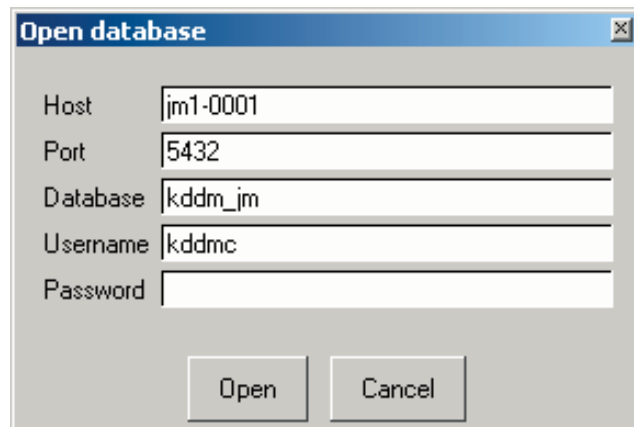 Open database
Host jm1-0001
Port 5432
Database kddm_jm
Username kddmc
Password
Open Cancel